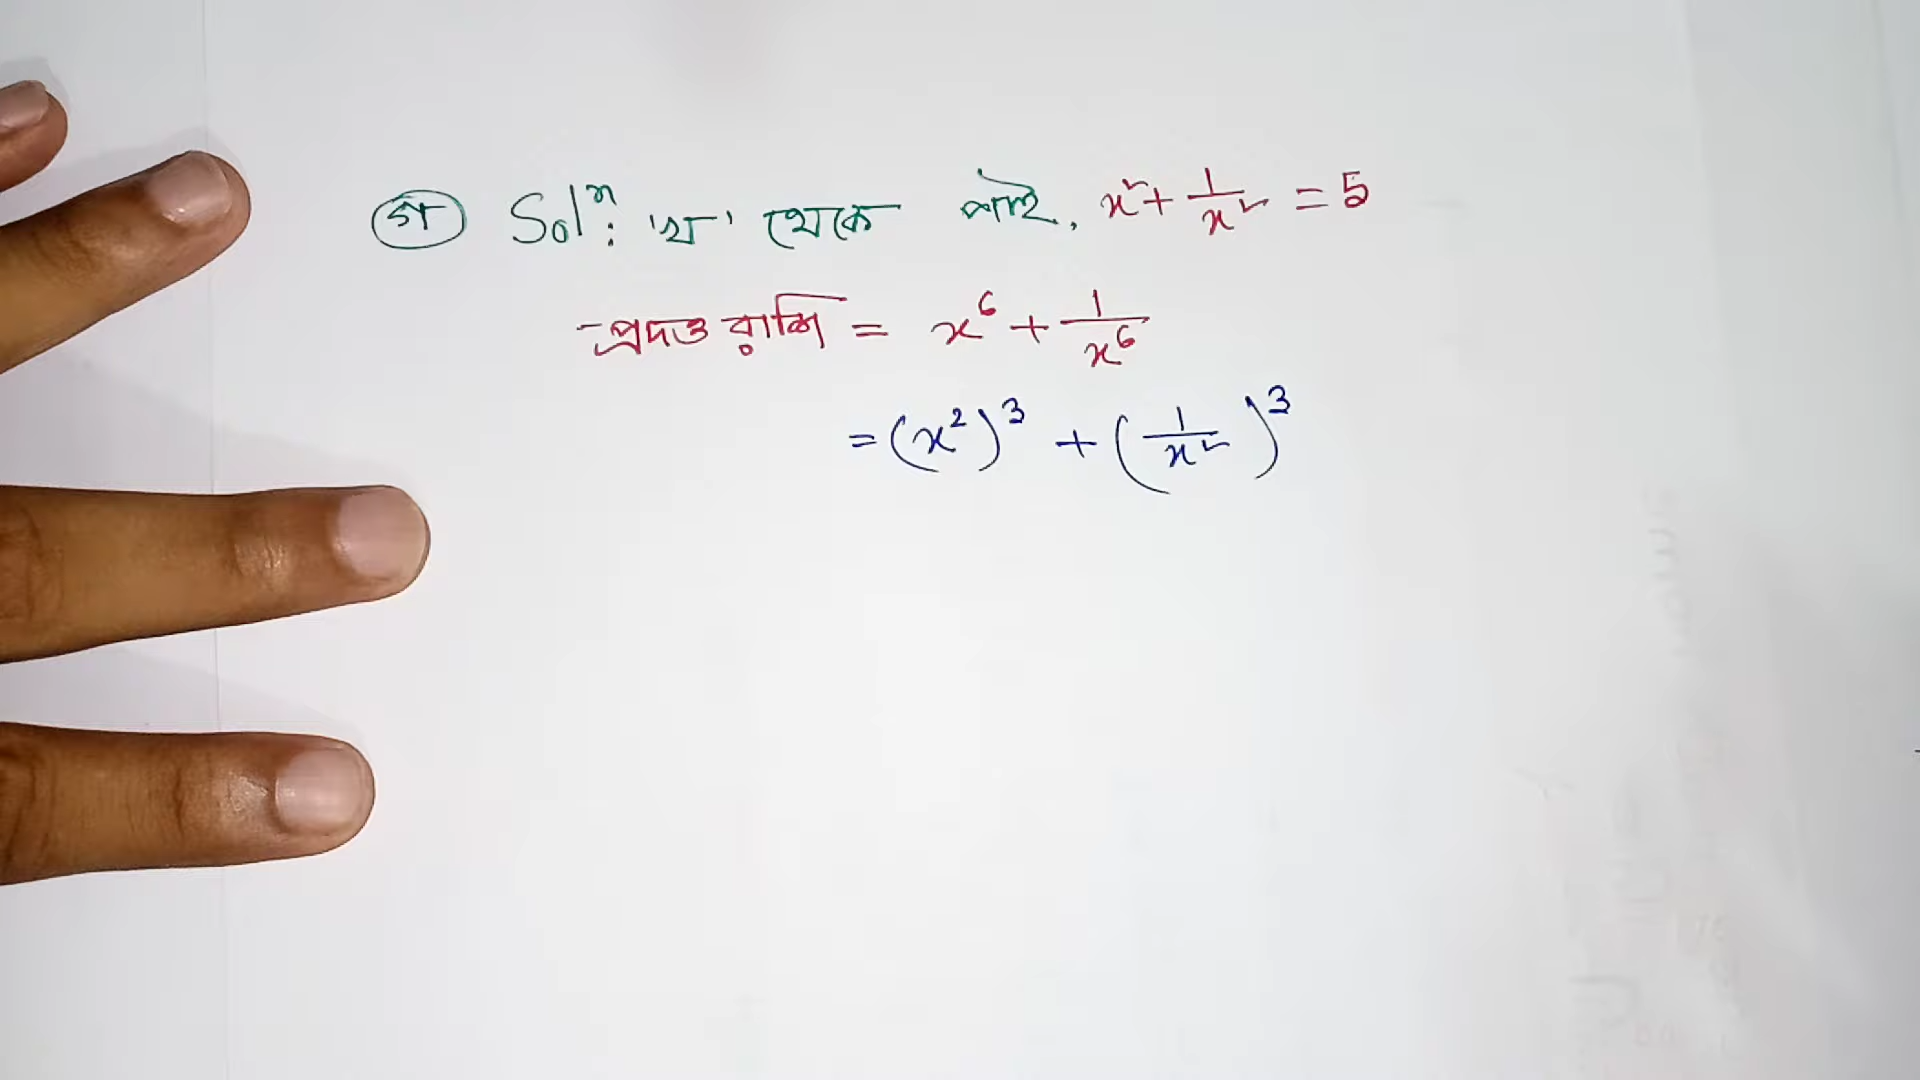 গ Solⁿ: 'খ' থেকে পাই, x² + 1/x² = 5
প্রদত্ত রাশি = x⁶ + 1/x⁶
= (x²)³ + (1/x²)³